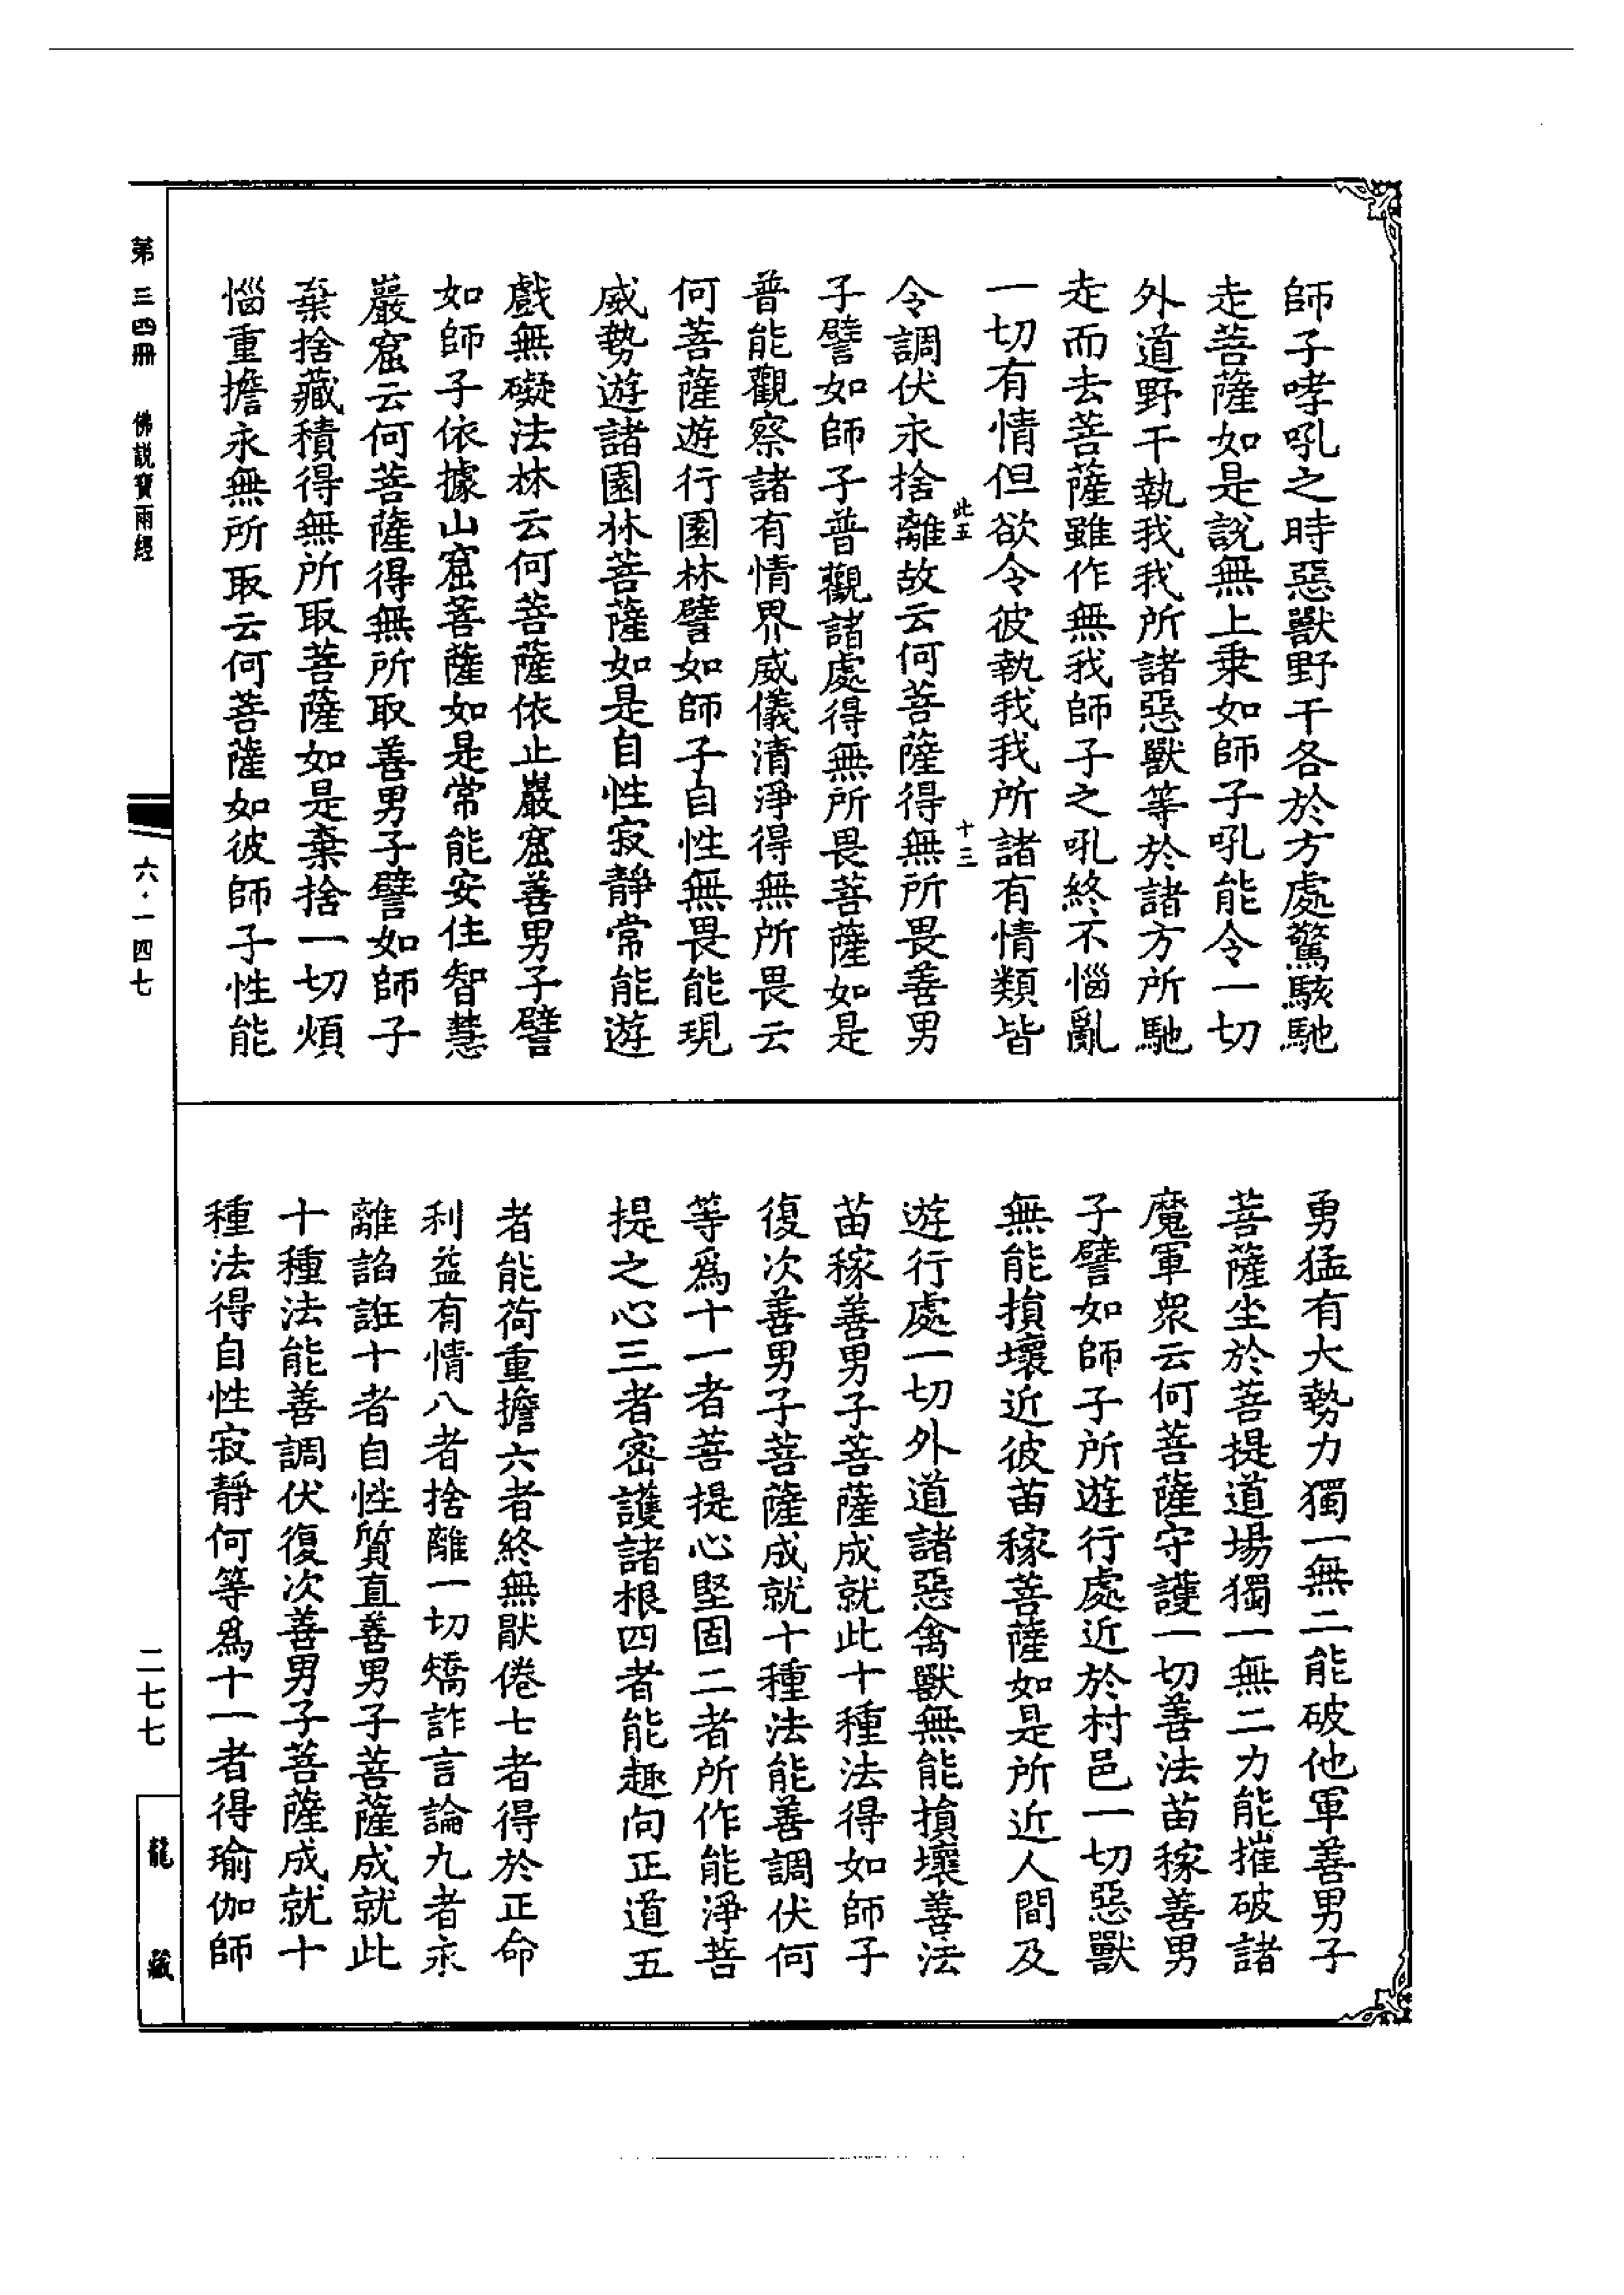 師子哮吼之時惡獸野干各於方處驚駭馳
走菩薩如是說無上乘如師子吼能令一切
外道野干執我我所諸惡獸等於諸方所馳
走而去菩薩雖作無我師子之吼終不惱亂
一切有情但欲令彼執我我所諸有情類皆
此五　十三
令調伏永捨離故云何菩薩得無所畏善男
子譬如師子普觀諸處得無所畏菩薩如是
普能觀察諸有情界威儀清淨得無所畏云
何菩薩遊行園林譬如師子自性無畏能現
威勢遊諸園林菩薩如是自性寂靜常能遊
戲無礙法林云何菩薩依止巖窟善男子譬
如師子依據山窟菩薩如是常能安住智慧
巖窟云何菩薩得無所取善男子譬如師子
棄捨藏積得無所取菩薩如是棄捨一切煩
惱重擔永無所取云何菩薩如彼師子性能
勇猛有大勢力獨一無二能破他軍善男子
菩薩坐於菩提道場獨一無二力能摧破諸
魔軍眾云何菩薩守護一切善法苗稼善男
子譬如師子所遊行處近於村邑一切惡獸
無能損壞近彼苗稼菩薩如是所近人間及
遊行處一切外道諸惡禽獸無能損壞善法
苗稼善男子菩薩成就此十種法得如師子
復次善男子菩薩成就十種法能善調伏何
等爲十一者菩提心堅固二者所作能淨菩
提之心三者密護諸根四者能趣向正道五
者能荷重擔六者終無猒倦七者得於正命
利益有情八者捨離一切矯詐言論九者永
離諂誑十者自性質直善男子菩薩成就此
十種法能善調伏復次善男子菩薩成就十
種法得自性寂靜何等爲十一者得瑜伽師
第三四冊　佛說寶雨經
六·一四七
二七七
龍藏